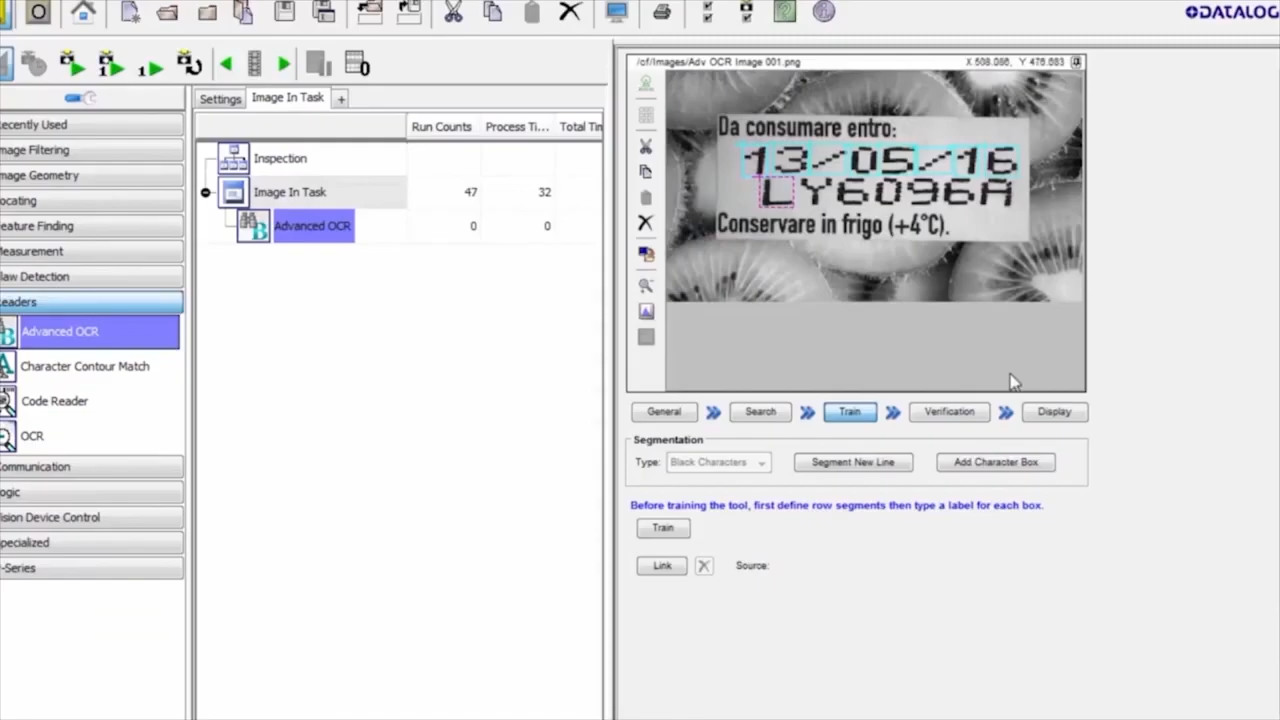 DATALOG
/cf/Images/Adv OCR Image 001.png X:508.086, Y 476.683
Da consumare entro:
13/05/16
LY6096A
Conservare in frigo (+4°C).
Settings Image In Task +
Run Counts Process Ti... Total Tin
Inspection
Image In Task 47 32
Advanced OCR 0 0
ecently Used
mage Filtering
mage Geometry
ocating
eature Finding
easurement
law Detection
eaders
Advanced OCR
Character Contour Match
Code Reader
OCR
ommunication
ogic
ision Device Control
pecialized
-Series
General Search Train Verification Display
Segmentation
Type: Black Characters Segment New Line Add Character Box
Before training the tool, first define row segments then type a label for each box.
Train
Link Source: